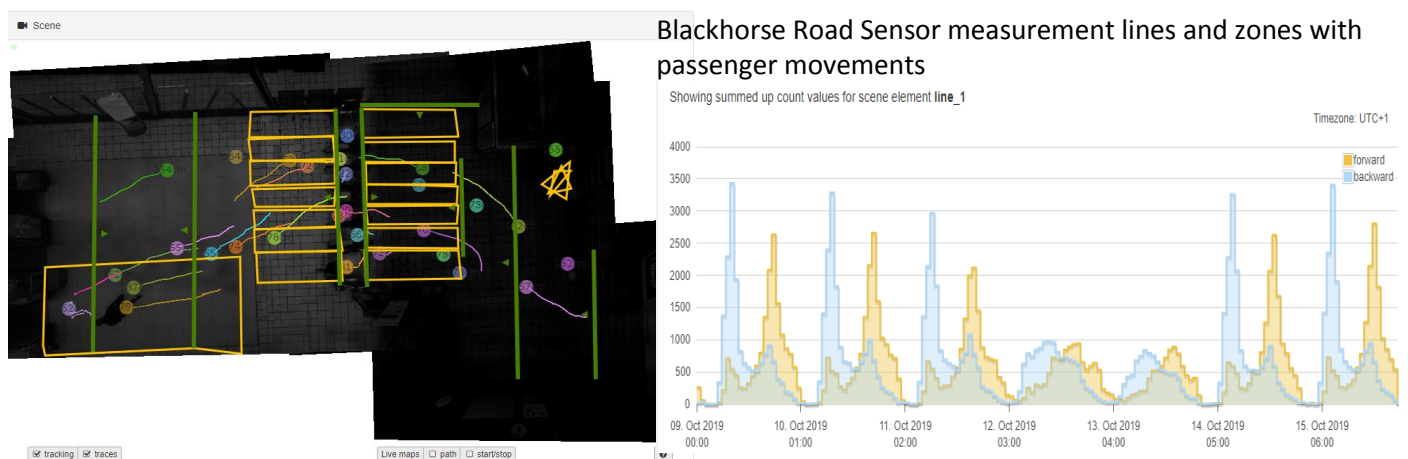 Scene
Blackhorse Road Sensor measurement lines and zones with
passenger movements
Showing summed up count values for scene element line_1
Timezone: UTC+1
forward
backward
4000
3500
3000
2500
2000
1500
1000
500
0
09. Oct 2019 10. Oct 2019 11. Oct 2019 12. Oct 2019 13. Oct 2019 14. Oct 2019 15. Oct 2019
00:00 01:00 02:00 03:00 04:00 05:00 06:00
tracking traces
Live maps path start/stop